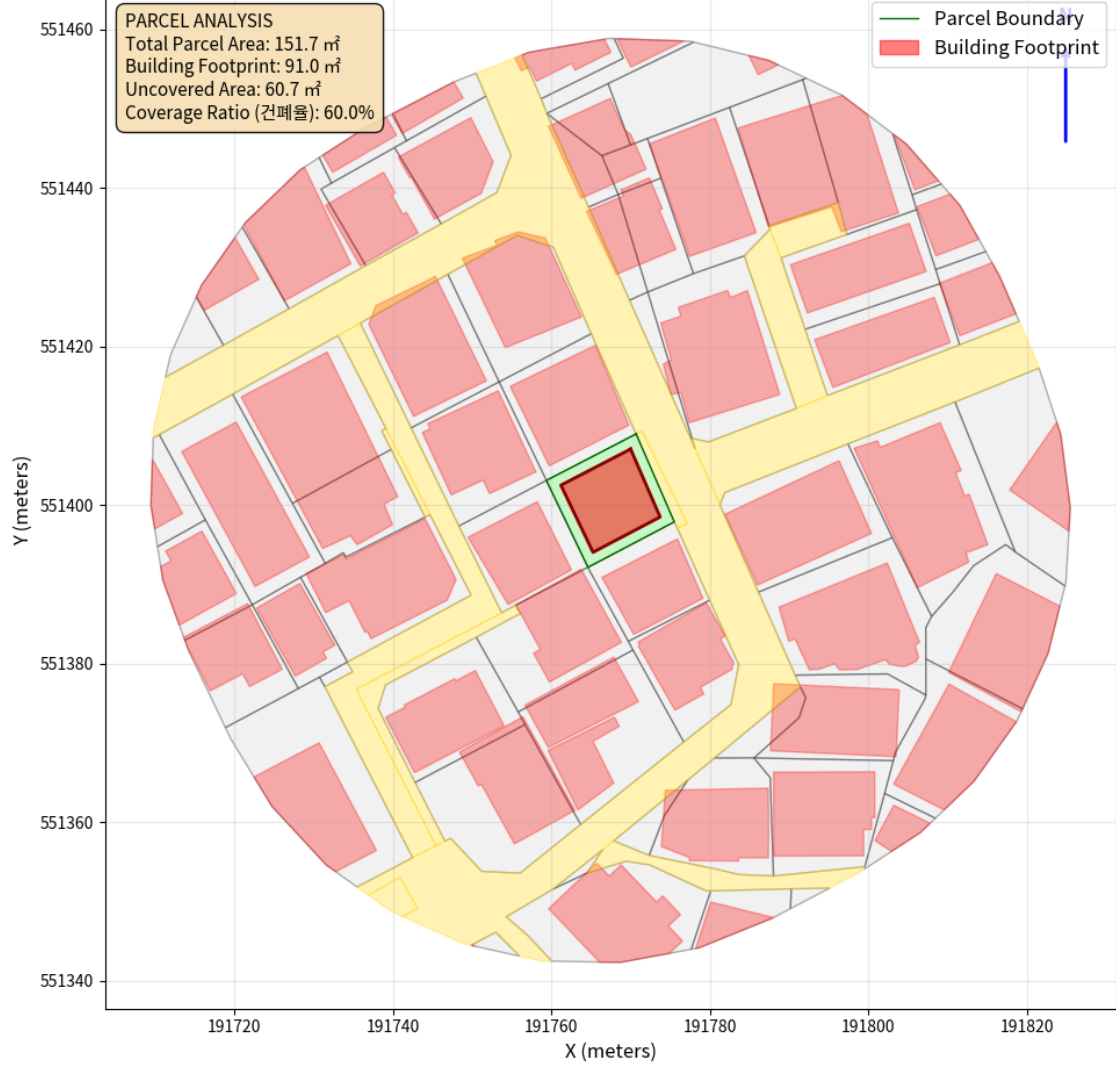 PARCEL ANALYSIS
Total Parcel Area: 151.7 ㎡
Building Footprint: 91.0 ㎡
Uncovered Area: 60.7 ㎡
Coverage Ratio (건폐율): 60.0%
Parcel Boundary
Building Footprint
N
551460
551440
551420
551400
551380
551360
551340
Y (meters)
191720
191740
191760
191780
191800
191820
X (meters)